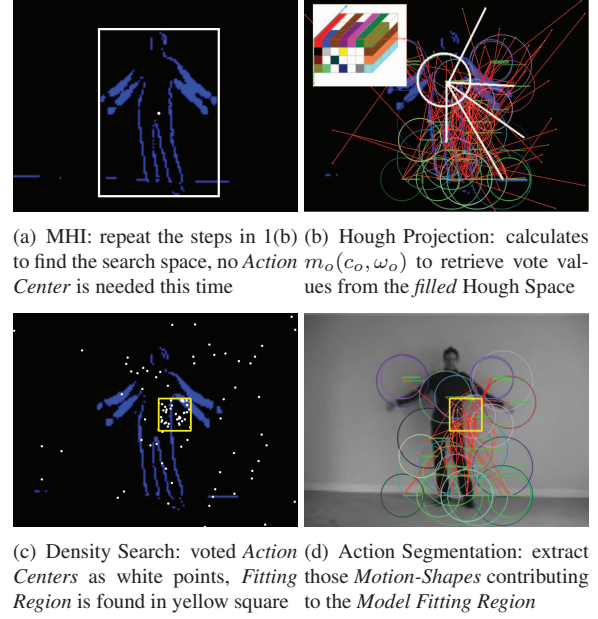 (a) MHI: repeat the steps in 1(b)
to find the search space, no Action
Center is needed this time
(b) Hough Projection: calculates
m_o(c_o, ω_o) to retrieve vote val-
ues from the filled Hough Space
(c) Density Search: voted Action
Centers as white points, Fitting
Region is found in yellow square
(d) Action Segmentation: extract
those Motion-Shapes contributing
to the Model Fitting Region